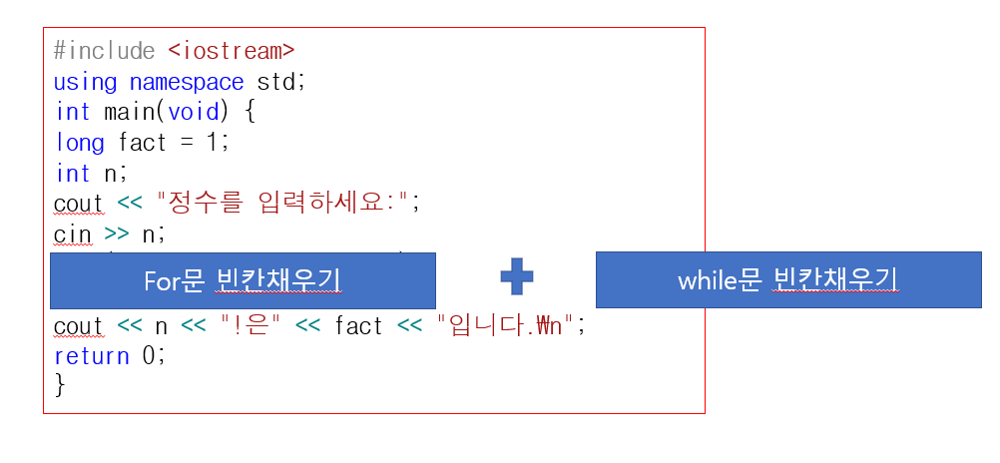 #include <iostream>
using namespace std;
int main(void) {
long fact = 1;
int n;
cout << "정수를 입력하세요:";
cin >> n;
For문 빈칸채우기
while문 빈칸채우기
cout << n << "!은" << fact << "입니다.₩n";
return 0;
}